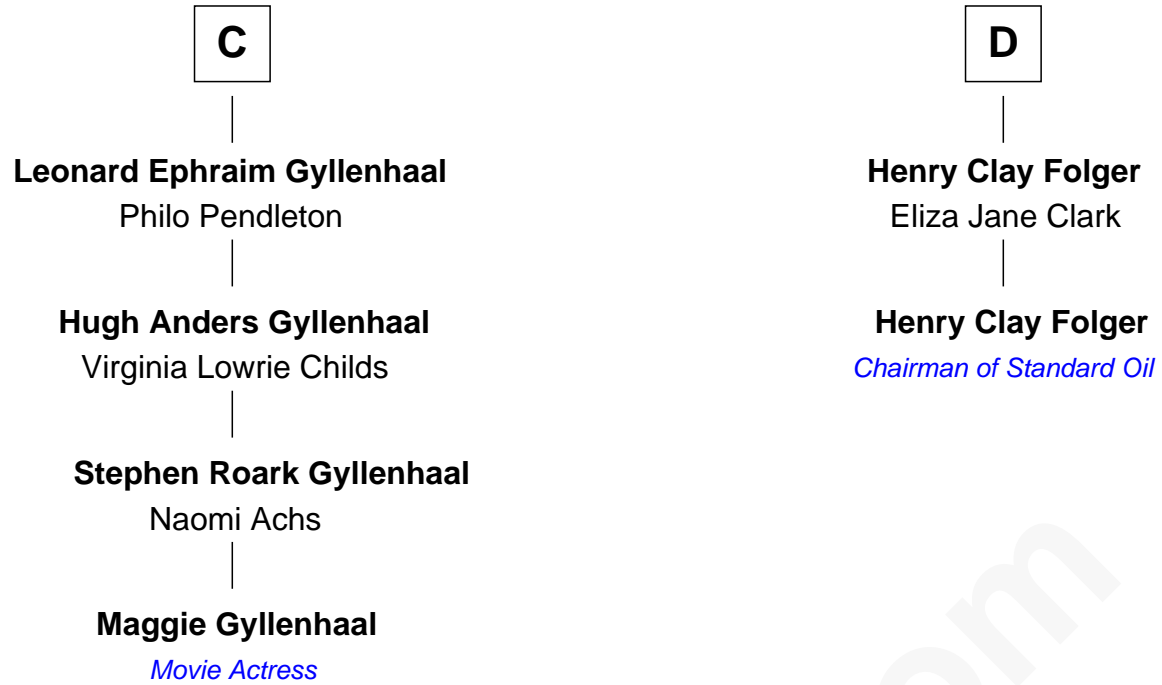 C
Leonard Ephraim Gyllenhaal
Philo Pendleton
Hugh Anders Gyllenhaal
Virginia Lowrie Childs
Stephen Roark Gyllenhaal
Naomi Achs
Maggie Gyllenhaal
Movie Actress
D
Henry Clay Folger
Eliza Jane Clark
Henry Clay Folger
Chairman of Standard Oil
om